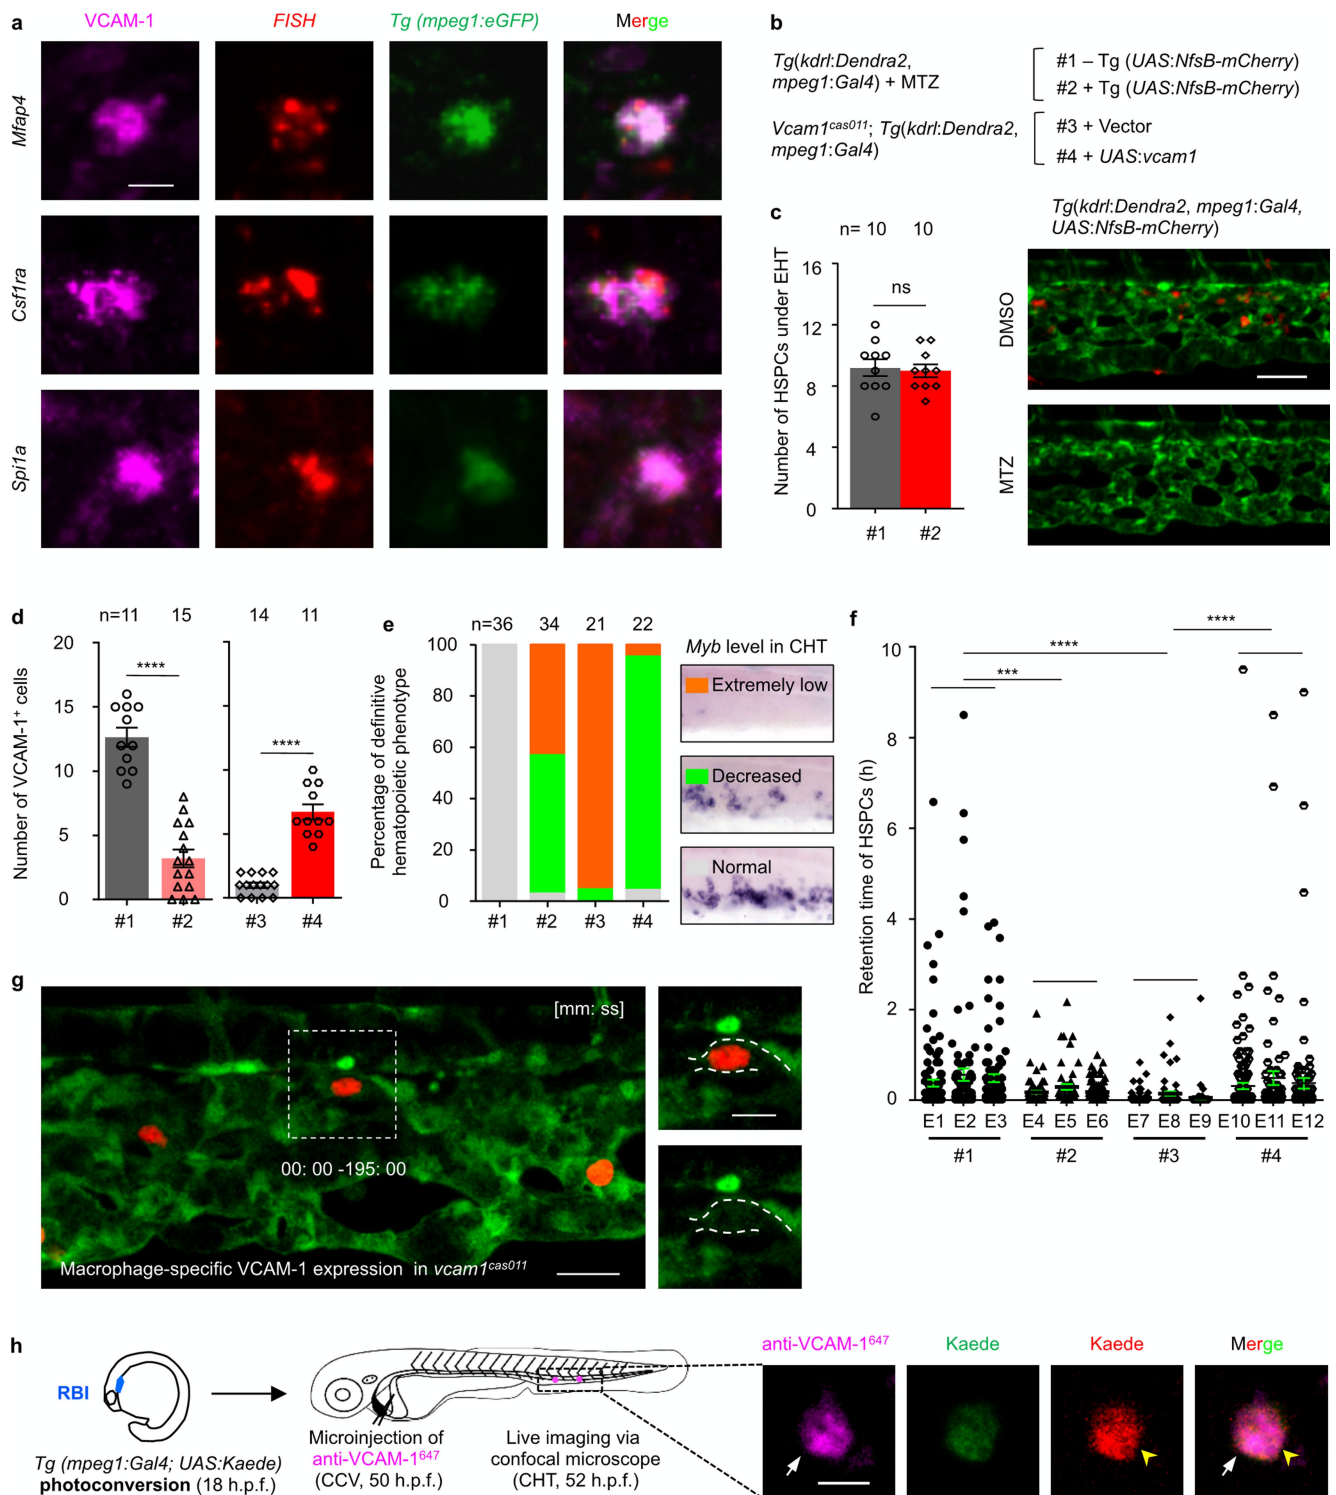 a
VCAM-1 FISH Tg (mpeg1:eGFP) Merge
Mfap4
Csf1ra
Spi1a
b
Tg(kdrl:Dendra2,
mpeg1:Gal4) + MTZ
#1 – Tg (UAS:NfsB-mCherry)
#2 + Tg (UAS:NfsB-mCherry)
Vcam1cas011; Tg(kdrl:Dendra2,
mpeg1:Gal4)
#3 + Vector
#4 + UAS:vcam1
c
n= 10 10
Number of HSPCs under EHT
16
12
8
4
0
ns
#1 #2
Tg(kdrl:Dendra2, mpeg1:Gal4,
UAS:NfsB-mCherry)
DMSO
MTZ
d
n=11 15 14 11
Number of VCAM-1+ cells
20
15
10
5
0
****
****
#1 #2 #3 #4
e
n=36 34 21 22
Percentage of definitive
hematopoietic phenotype
100
80
60
40
20
0
#1 #2 #3 #4
Myb level in CHT
Extremely low
Decreased
Normal
f
Retention time of HSPCs (h)
10
8
6
4
2
0
****
****
***
E1 E2 E3 E4 E5 E6 E7 E8 E9 E10 E11 E12
#1 #2 #3 #4
g
[mm: ss]
00: 00 -195: 00
Macrophage-specific VCAM-1 expression in vcam1cas011
h
RBI
Tg (mpeg1:Gal4; UAS:Kaede)
photoconversion (18 h.p.f.)
Microinjection of
anti-VCAM-1647
(CCV, 50 h.p.f.)
Live imaging via
confocal microscope
(CHT, 52 h.p.f.)
anti-VCAM-1647 Kaede Kaede Merge